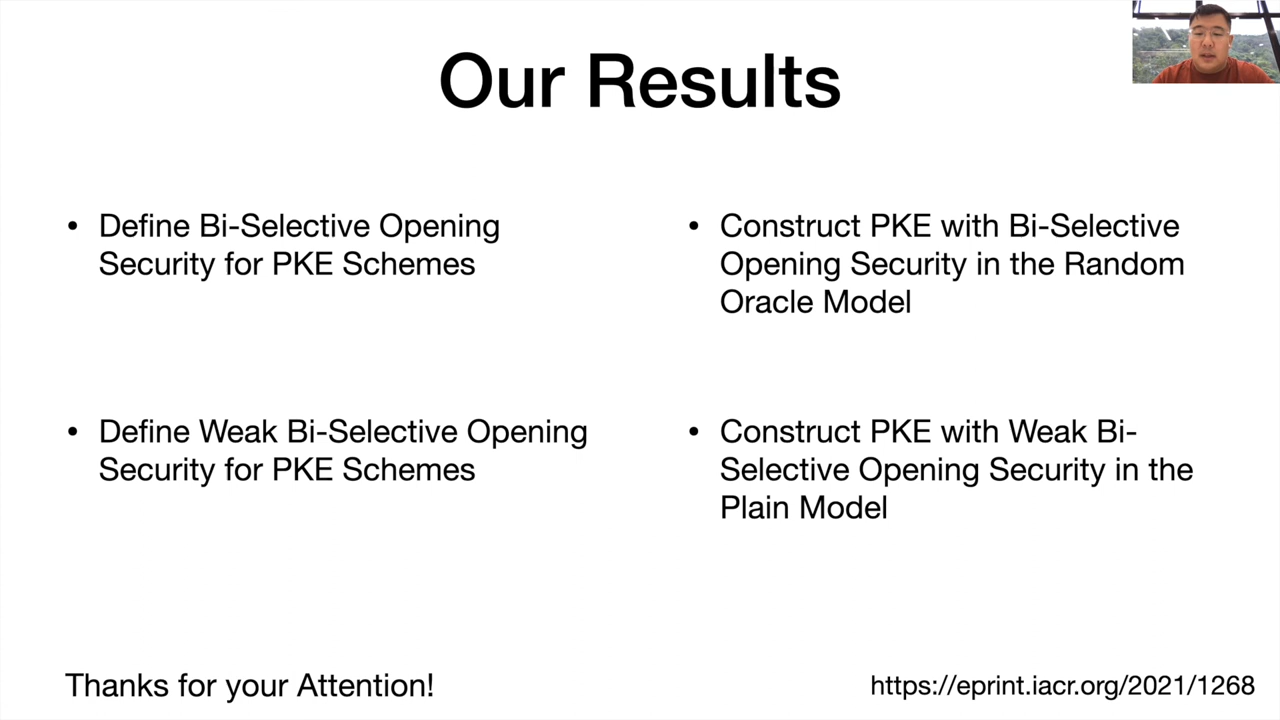 Our Results
• Define Bi-Selective Opening
Security for PKE Schemes
• Construct PKE with Bi-Selective
Opening Security in the Random
Oracle Model
• Define Weak Bi-Selective Opening
Security for PKE Schemes
• Construct PKE with Weak Bi-
Selective Opening Security in the
Plain Model
Thanks for your Attention!
https://eprint.iacr.org/2021/1268